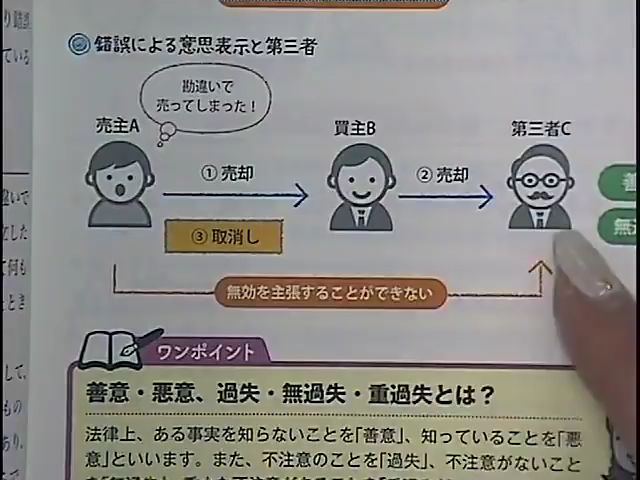 錯誤による意思表示と第三者
勘違いで
売ってしまった！
売主A
買主B
第三者C
① 売却
② 売却
③ 取消し
善
無
無効を主張することができない
ワンポイント
善意・悪意、過失・無過失・重過失とは？
法律上、ある事実を知らないことを「善意」、知っていることを「悪
意」といいます。また、不注意のことを「過失」、不注意がないこと